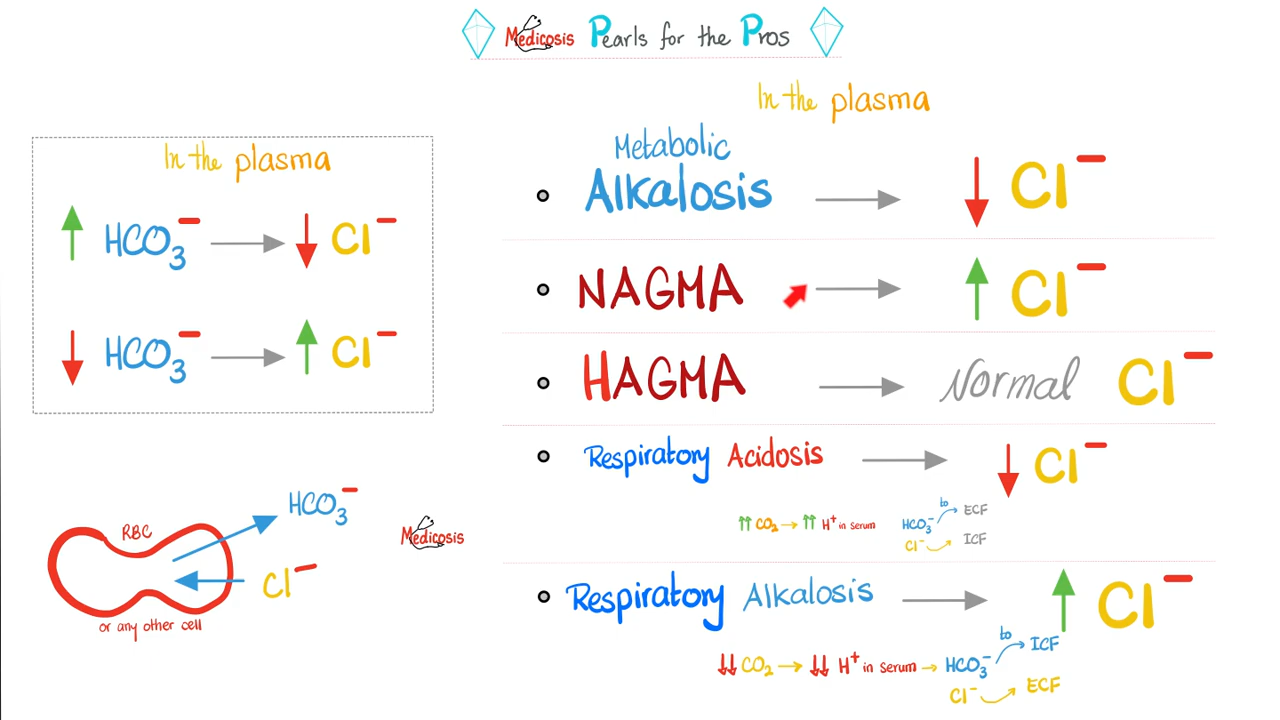 Medicosis Pearls for the Pros
In the plasma
↑ HCO3⁻ → ↓ Cl⁻
↓ HCO3⁻ → ↑ Cl⁻
RBC
HCO3⁻
Cl⁻
or any other cell
Medicosis
In the plasma
Metabolic
Alkalosis → ↓ Cl⁻
NAGMA → ↑ Cl⁻
HAGMA → Normal Cl⁻
Respiratory Acidosis → ↓ Cl⁻
↑↑ CO2 → ↑↑ H⁺ in serum HCO3⁻ to ECF
Cl⁻ → ICF
Respiratory Alkalosis → ↑ Cl⁻
↓↓ CO2 → ↓↓ H⁺ in serum → HCO3⁻ to ICF
Cl⁻ → ECF